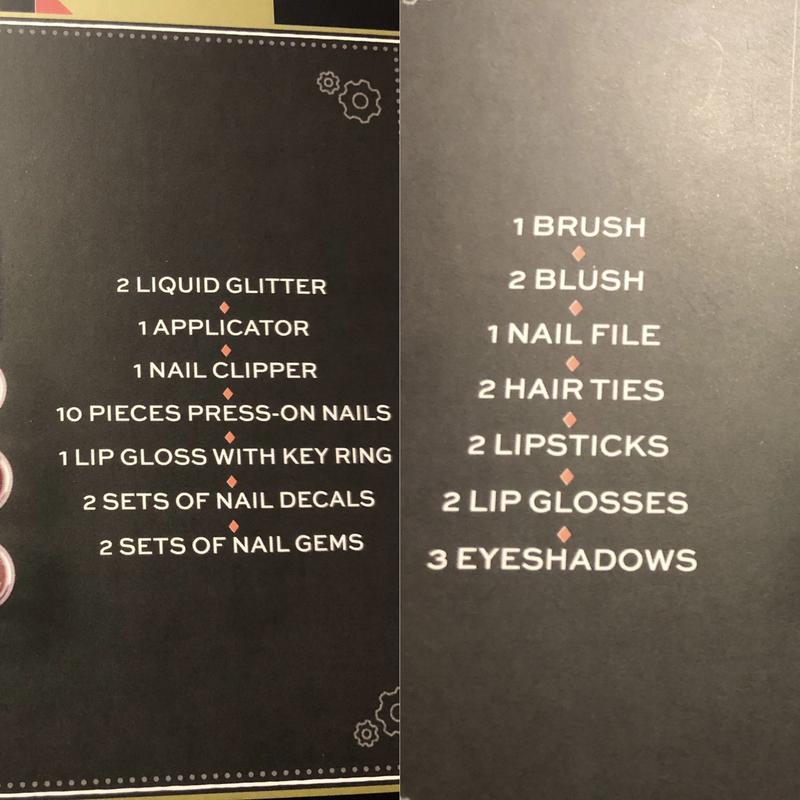 2 LIQUID GLITTER
1 APPLICATOR
1 NAIL CLIPPER
10 PIECES PRESS-ON NAILS
1 LIP GLOSS WITH KEY RING
2 SETS OF NAIL DECALS
2 SETS OF NAIL GEMS
1 BRUSH
2 BLUSH
1 NAIL FILE
2 HAIR TIES
2 LIPSTICKS
2 LIP GLOSSES
3 EYESHADOWS